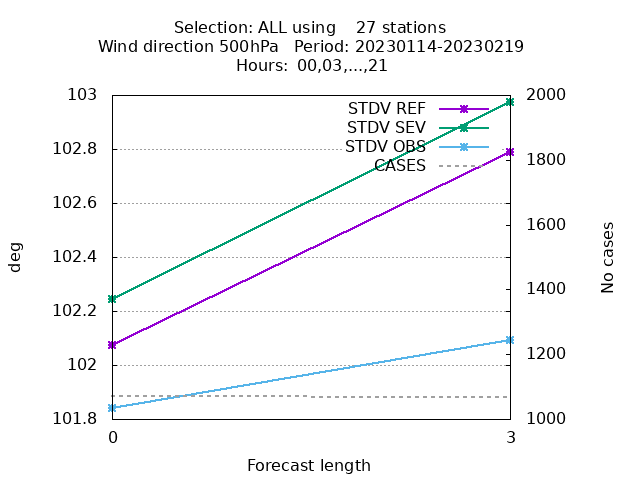 Selection: ALL using    27 stations
Wind direction 500hPa   Period: 20230114-20230219
Hours:  00,03,...,21
103
102.8
102.6
102.4
102.2
102
101.8
2000
1800
1600
1400
1200
1000
STDV REF
STDV SEV
STDV OBS
CASES
deg
No cases
0
3
Forecast length